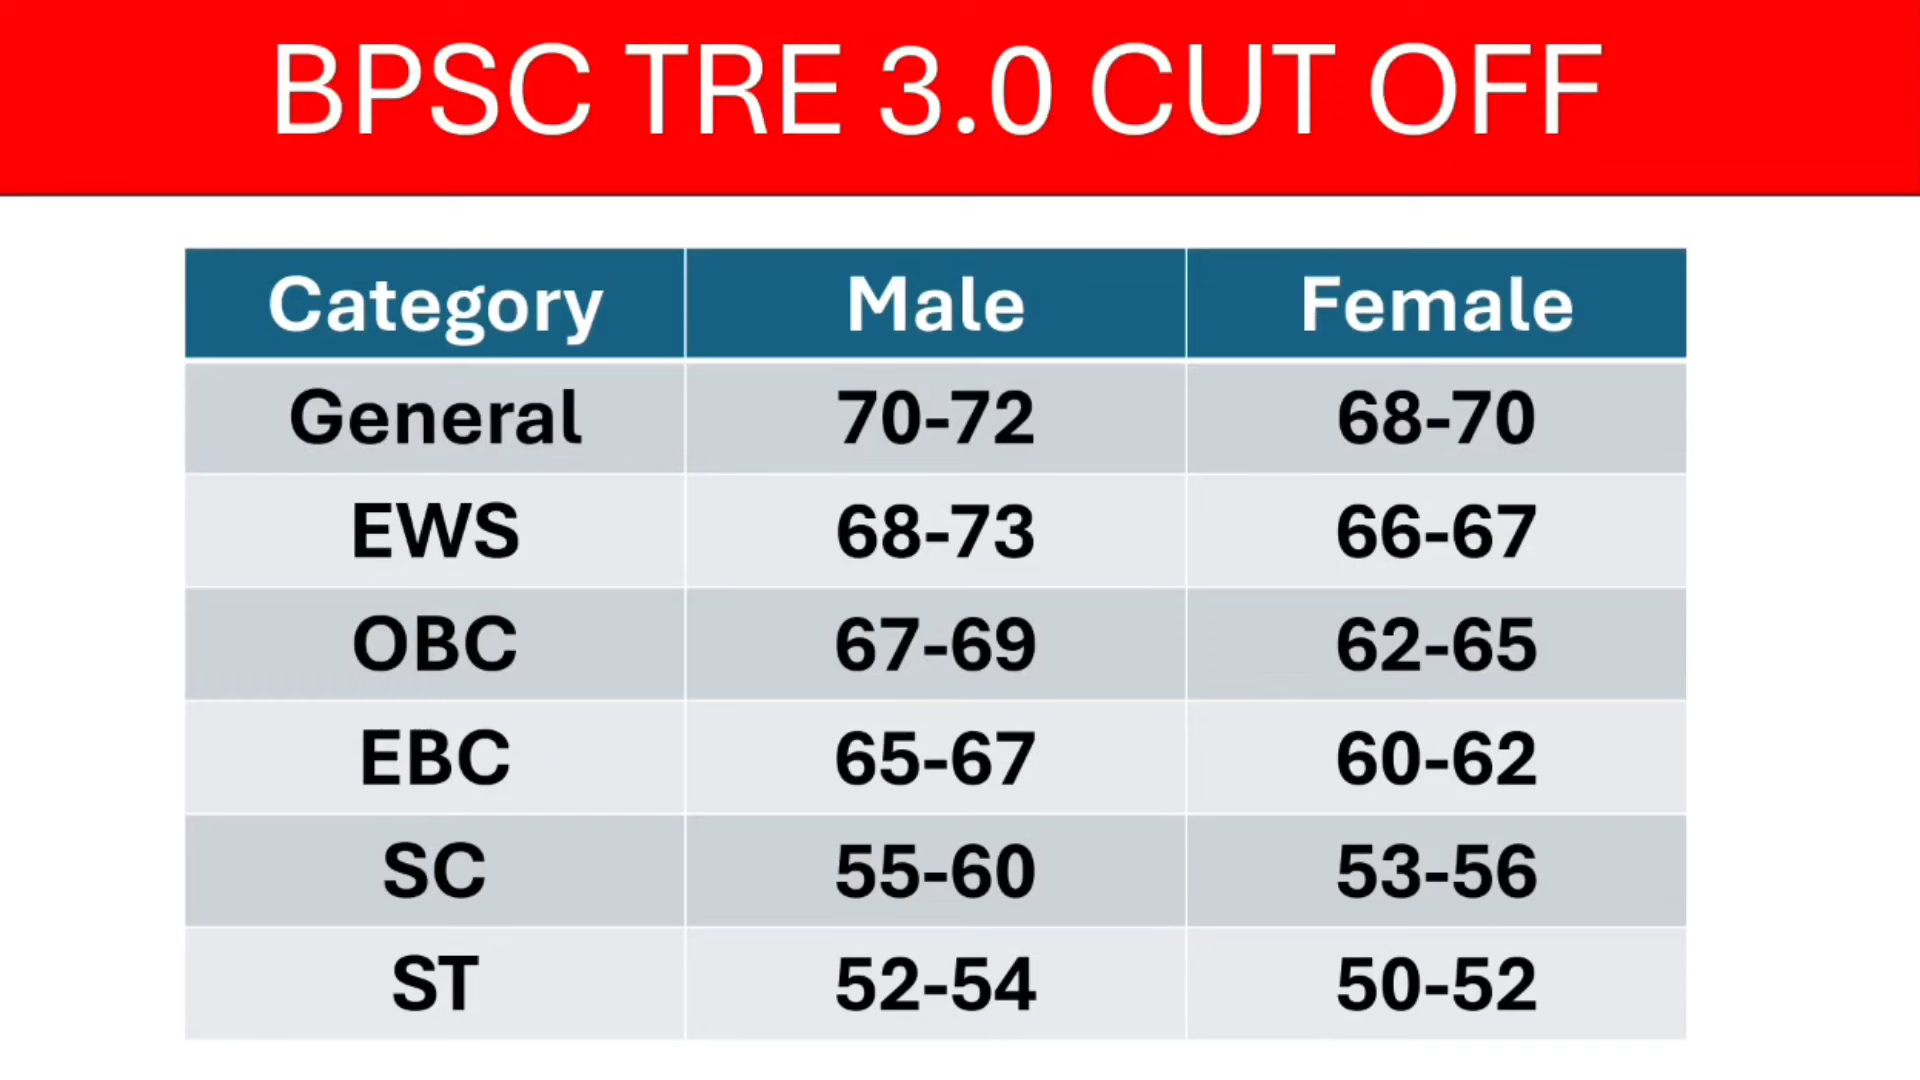 BPSC TRE 3.0 CUT OFF
Category Male Female
General 70-72 68-70
EWS 68-73 66-67
OBC 67-69 62-65
EBC 65-67 60-62
SC 55-60 53-56
ST 52-54 50-52